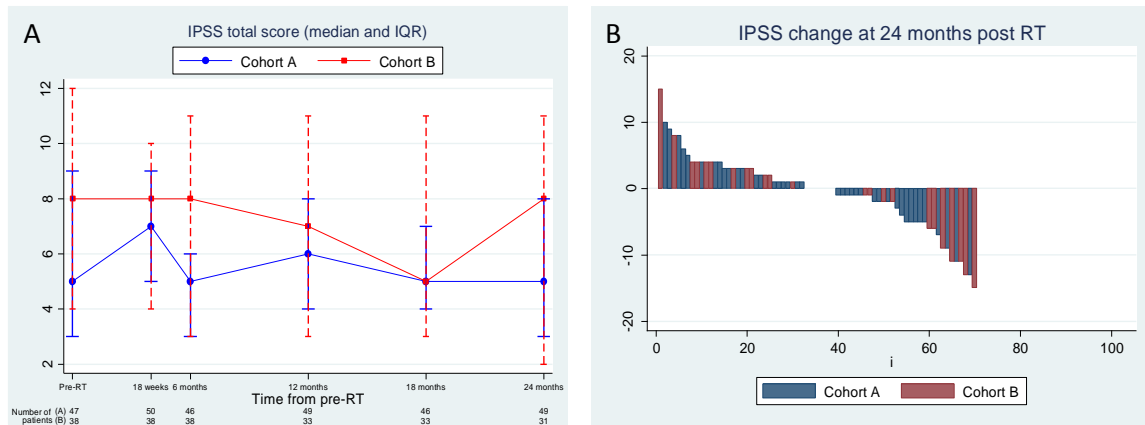 A
IPSS total score (median and IQR)
Cohort A
Cohort B
12
10
8
6
4
2
Pre-RT 18 weeks 6 months 12 months 18 months 24 months
Time from pre-RT
Number of (A) 47 50 46 49 46 49
patients (B) 38 38 38 33 33 31
B
IPSS change at 24 months post RT
20
10
0
-10
-20
0 20 40 60 80 100
i
Cohort A Cohort B